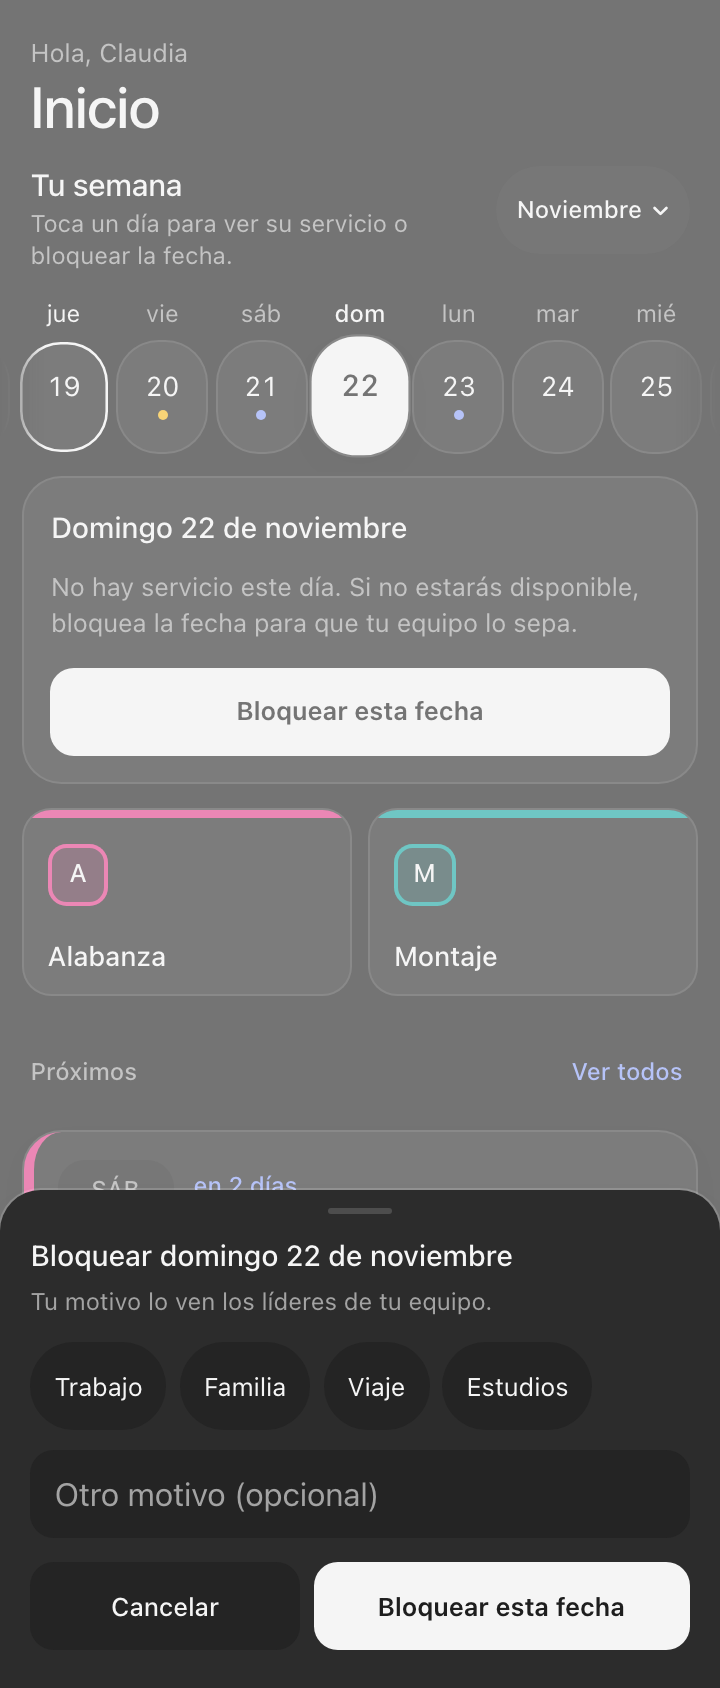 Hola, Claudia
Inicio
Tu semana
Toca un día para ver su servicio o
bloquear la fecha.
Noviembre
jue vie sáb dom lun mar mié
19 20 21 22 23 24 25
Domingo 22 de noviembre
No hay servicio este día. Si no estarás disponible,
bloquea la fecha para que tu equipo lo sepa.
Bloquear esta fecha
A
Alabanza
M
Montaje
Próximos
Ver todos
SÁB
en 2 días
Bloquear domingo 22 de noviembre
Tu motivo lo ven los líderes de tu equipo.
Trabajo Familia Viaje Estudios
Otro motivo (opcional)
Cancelar
Bloquear esta fecha